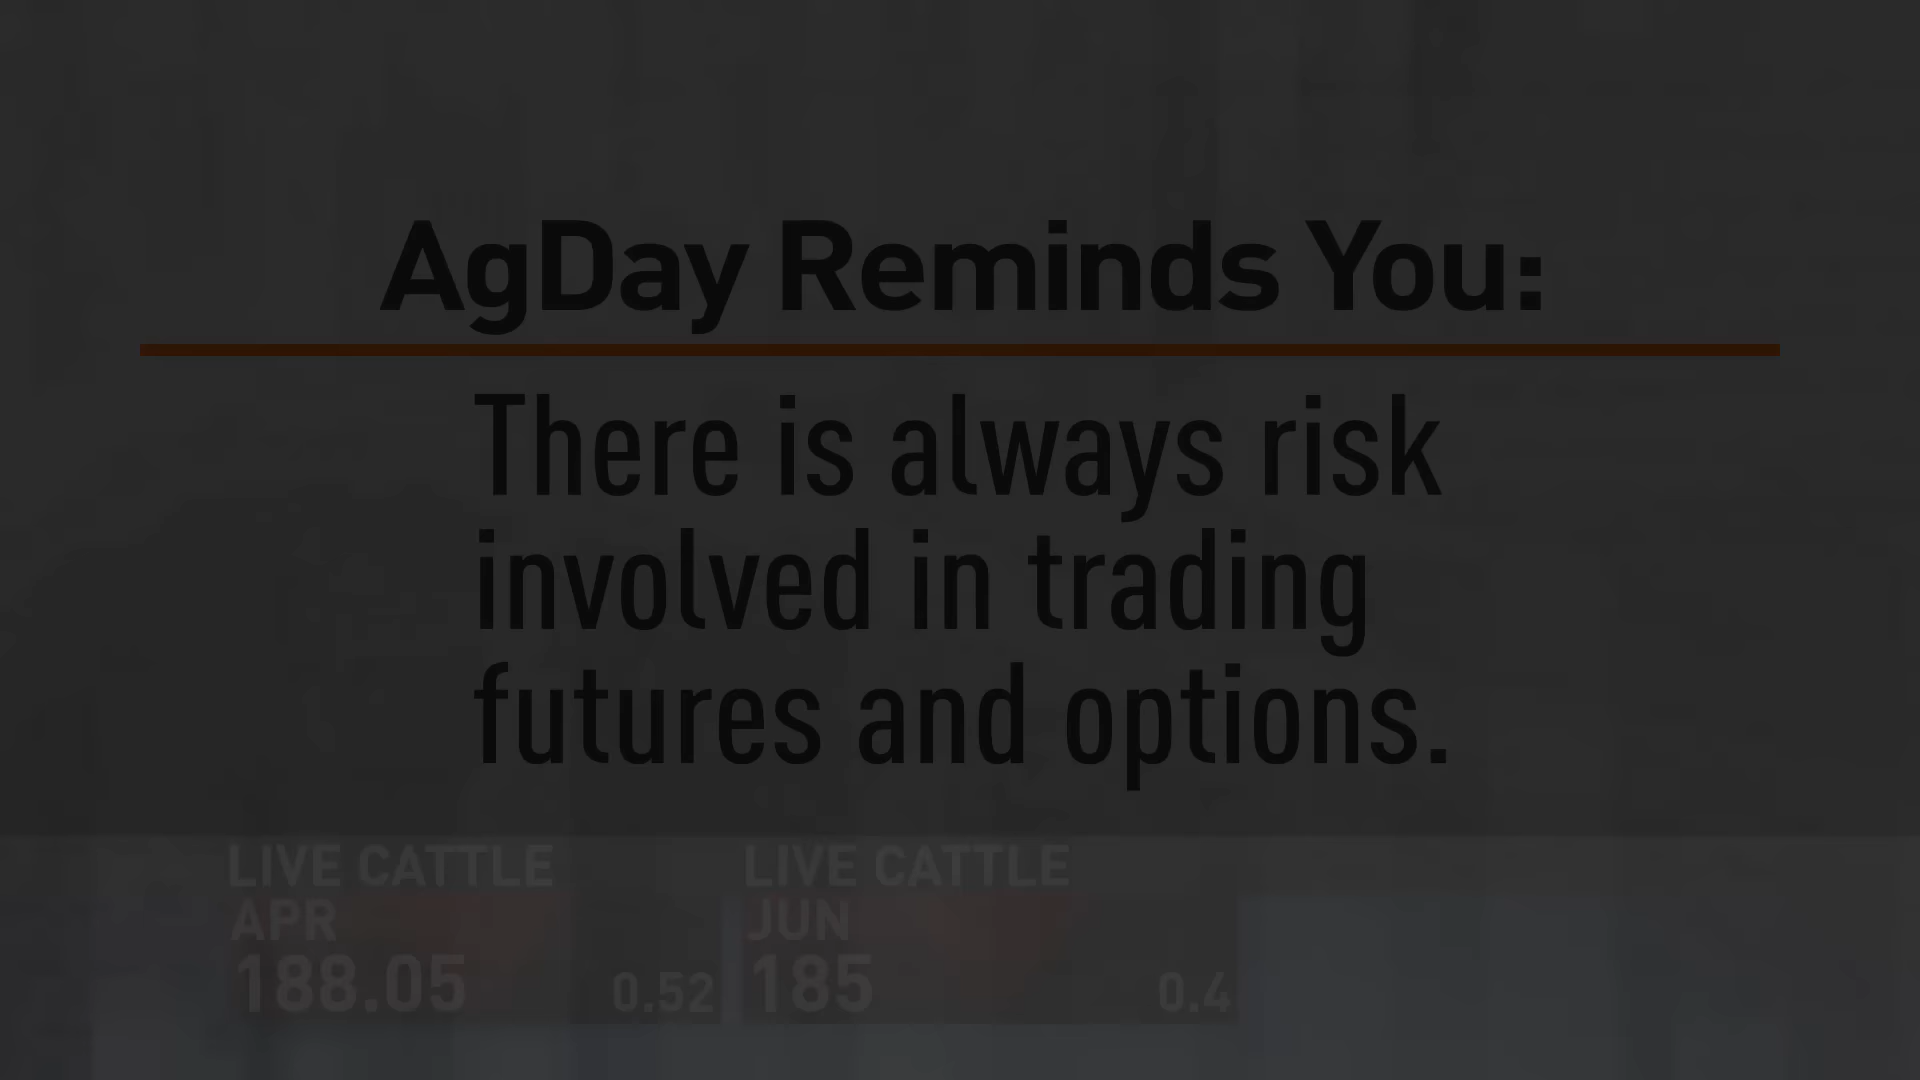 AgDay Reminds You:
There is always risk
involved in trading
futures and options.
LIVE CATTLE
APR
188.05
0.52
LIVE CATTLE
JUN
185
0.4